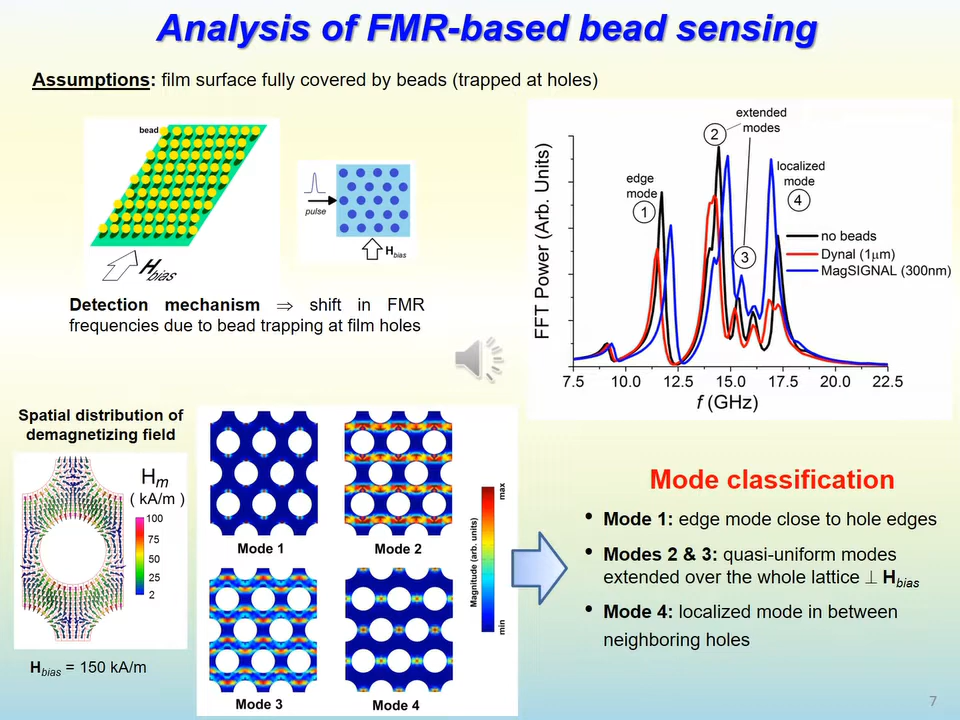 Analysis of FMR-based bead sensing
Assumptions: film surface fully covered by beads (trapped at holes)
bead
H_bias
pulse
H_bias
Detection mechanism ⇒ shift in FMR
frequencies due to bead trapping at film holes
FFT Power (Arb. Units)
edge
mode
1
2
extended
modes
3
localized
mode
4
no beads
Dynal (1μm)
MagSIGNAL (300nm)
7.5 10.0 12.5 15.0 17.5 20.0 22.5
f (GHz)
Spatial distribution of
demagnetizing field
H_m
( kA/m )
100
75
50
25
2
H_bias = 150 kA/m
Mode 1
Mode 2
Mode 3
Mode 4
max
Magnitude (arb. units)
min
Mode classification
• Mode 1: edge mode close to hole edges
• Modes 2 & 3: quasi-uniform modes
extended over the whole lattice ⊥ H_bias
• Mode 4: localized mode in between
neighboring holes
7